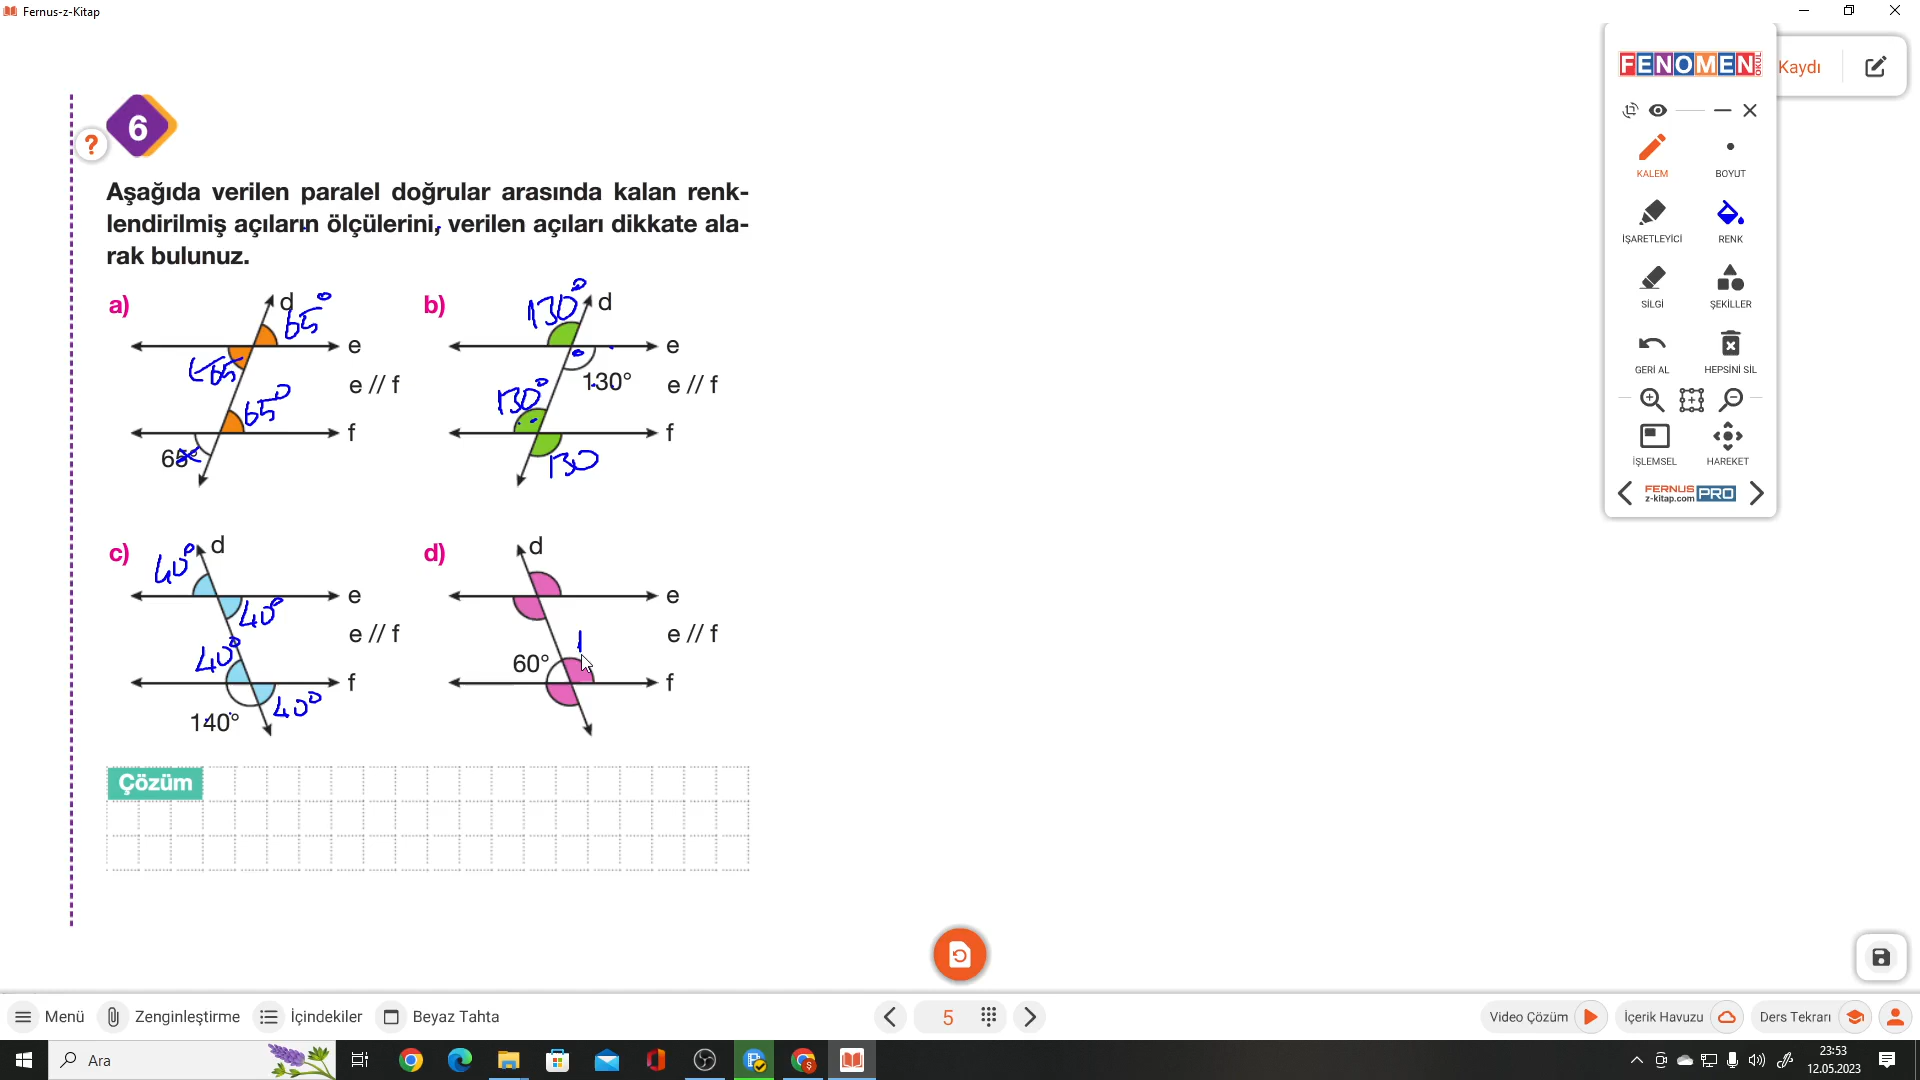 Fernus-z-Kitap
FENOMEN OKUL
Kaydı
KALEM
BOYUT
İŞARETLEYİCİ
RENK
SİLGİ
ŞEKİLLER
GERİ AL
HEPSİNİ SİL
İŞLEMSEL
HAREKET
FERNUS
z-kitap.com PRO
6
?
Aşağıda verilen paralel doğrular arasında kalan renk-
lendirilmiş açıların ölçülerini, verilen açıları dikkate ala-
rak bulunuz.
a)
d
65°
e
65
e // f
65°
f
65°
b)
130°
d
e
130°
e // f
130°
f
130
c)
40°
d
e
40°
e // f
40°
f
40°
140°
d)
d
e
e // f
1
60°
f
Çözüm
Menü
Zenginleştirme
İçindekiler
Beyaz Tahta
5
Video Çözüm
İçerik Havuzu
Ders Tekrarı
Ara
23:53
12.05.2023